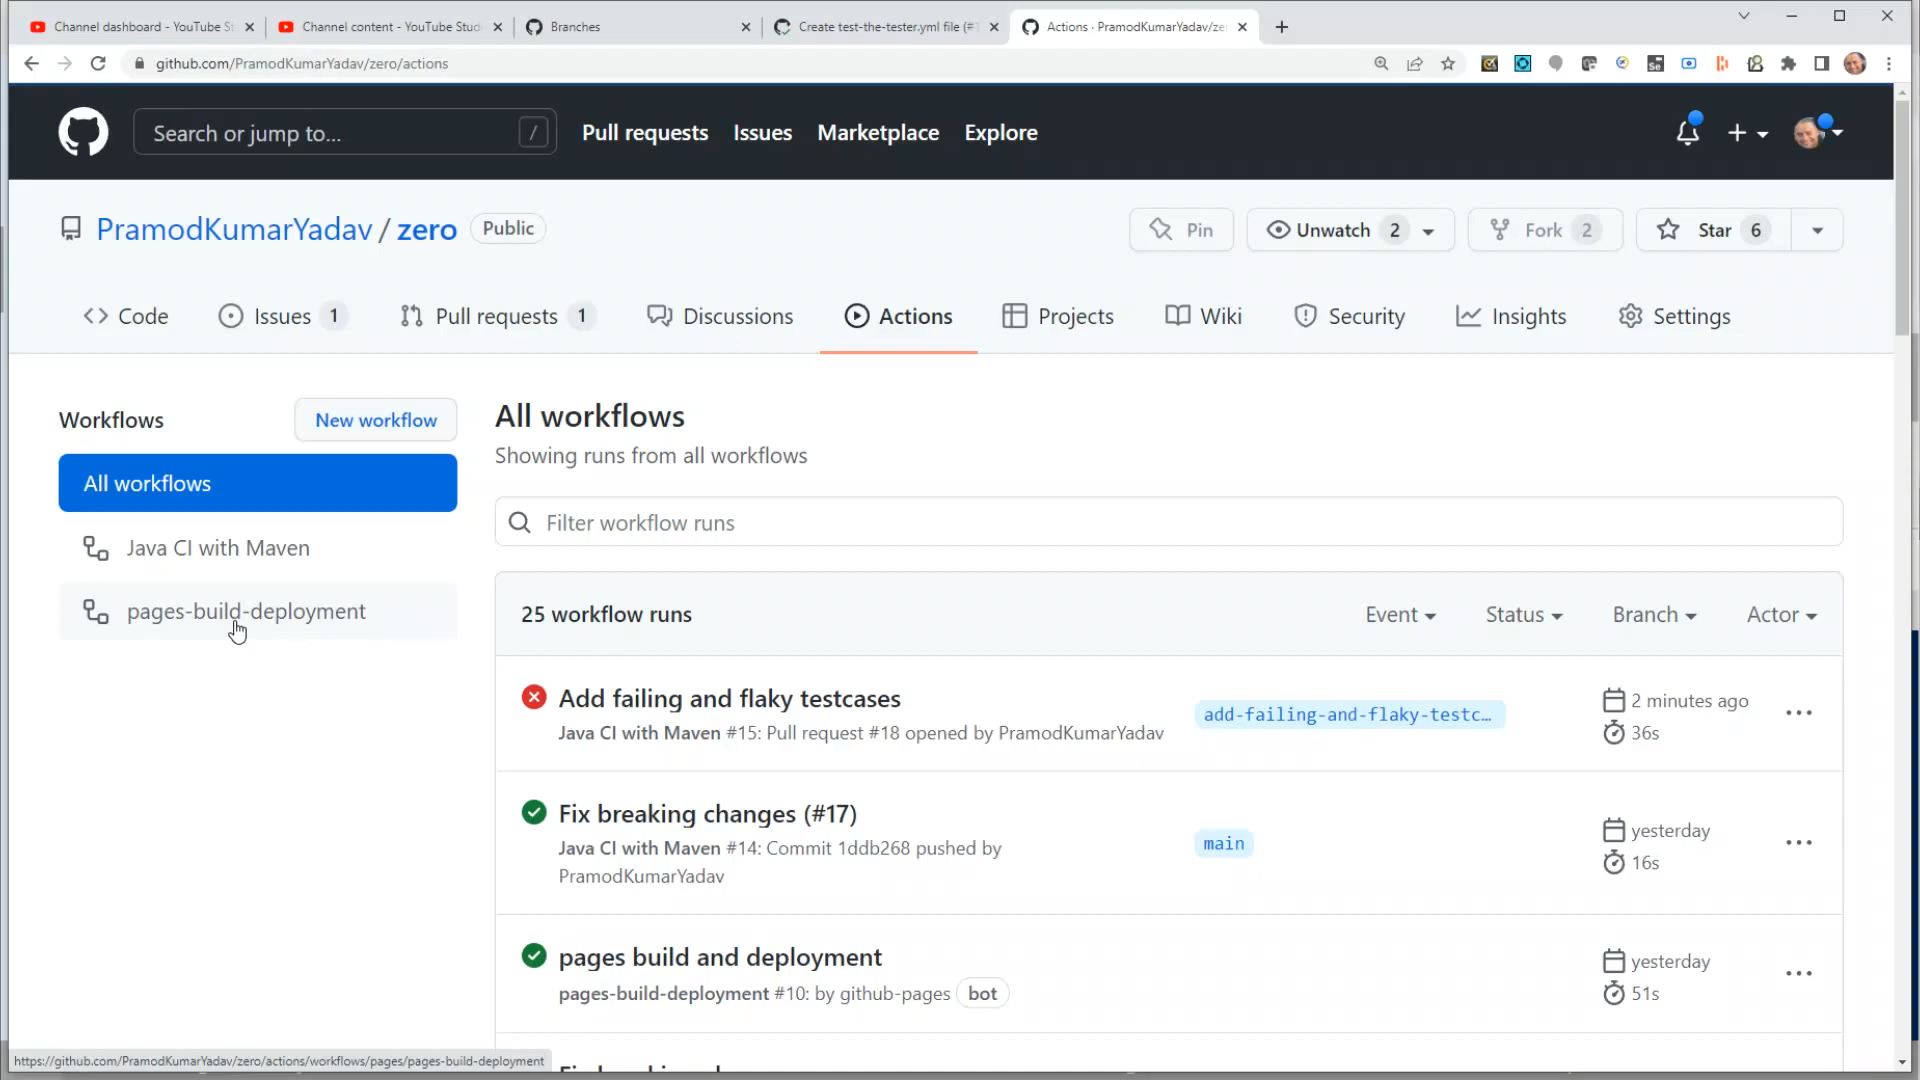 Channel dashboard - YouTube St
Channel content - YouTube Stud
Branches
Create test-the-tester.yml file (#1
Actions · PramodKumarYadav/ze
github.com/PramodKumarYadav/zero/actions
Search or jump to...
/
Pull requests
Issues
Marketplace
Explore
PramodKumarYadav / zero
Public
Pin
Unwatch 2
Fork 2
Star 6
Code
Issues 1
Pull requests 1
Discussions
Actions
Projects
Wiki
Security
Insights
Settings
Workflows
New workflow
All workflows
Java CI with Maven
pages-build-deployment
All workflows
Showing runs from all workflows
Filter workflow runs
25 workflow runs
Event
Status
Branch
Actor
Add failing and flaky testcases
Java CI with Maven #15: Pull request #18 opened by PramodKumarYadav
add-failing-and-flaky-testc…
2 minutes ago
36s
Fix breaking changes (#17)
Java CI with Maven #14: Commit 1ddb268 pushed by
PramodKumarYadav
main
yesterday
16s
pages build and deployment
pages-build-deployment #10: by github-pages bot
yesterday
51s
https://github.com/PramodKumarYadav/zero/actions/workflows/pages/pages-build-deployment